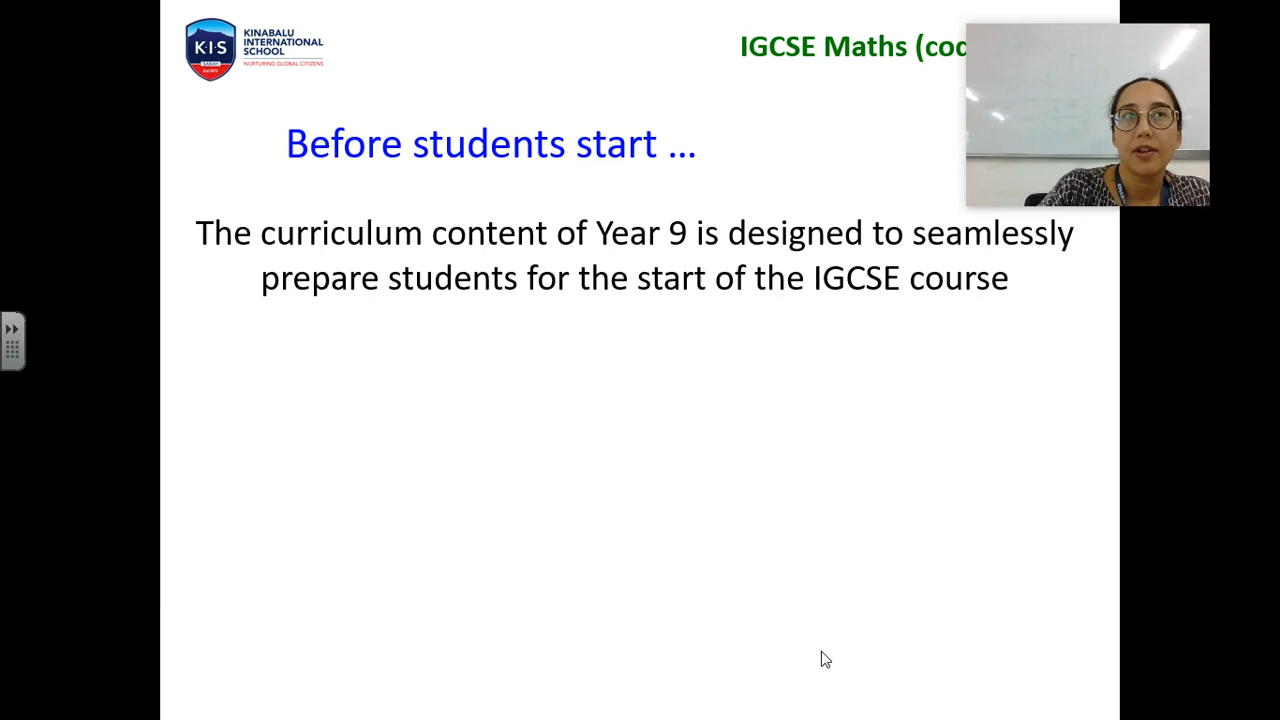 K·I·S
SABAH
KINABALU
INTERNATIONAL
SCHOOL
NURTURING GLOBAL CITIZENS
IGCSE Maths
Before students start ...
The curriculum content of Year 9 is designed to seamlessly
prepare students for the start of the IGCSE course